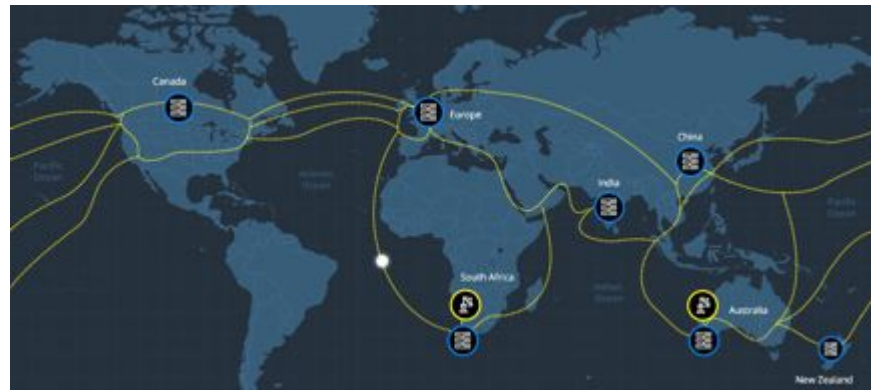 Canada
Europe
China
Pacific
Ocean
Atlantic
Ocean
India
Pacific
Ocean
South Africa
Indian
Ocean
Australia
New Zealand